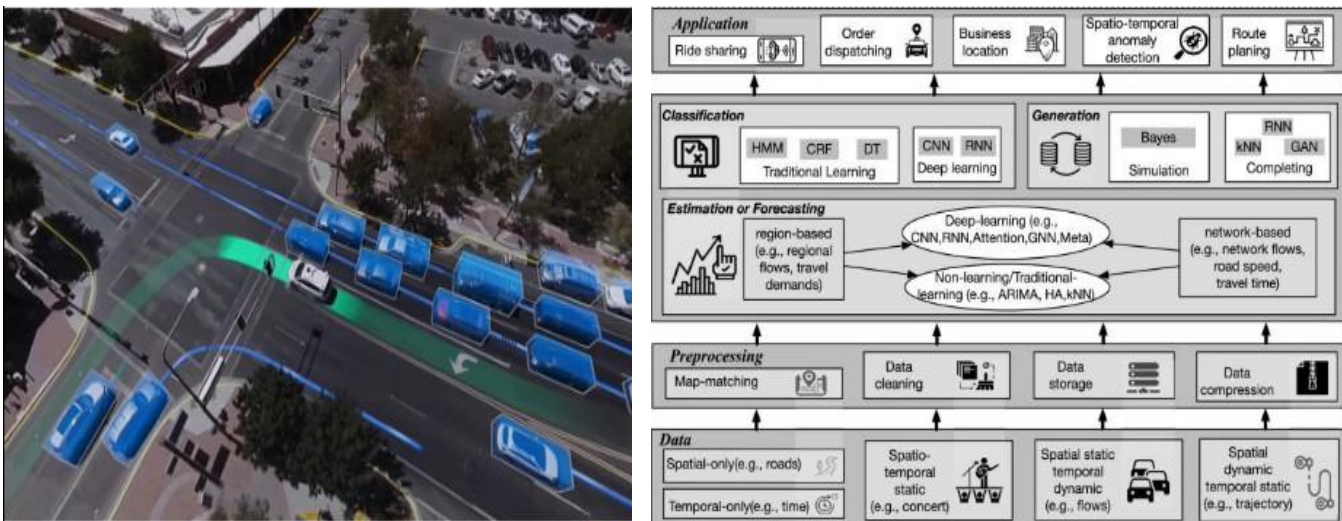 Application
Ride sharing
Order
dispatching
Business
location
Spatio-temporal
anomaly
detection
Route
planing
Classification
HMM
CRF
DT
Traditional Learning
CNN
RNN
Deep learning
Generation
Bayes
Simulation
RNN
kNN
GAN
Completing
Estimation or Forecasting
region-based
(e.g., regional
flows, travel
demands)
Deep-learning (e.g.,
CNN,RNN,Attention,GNN,Meta)
Non-learning/Traditional-
learning (e.g., ARIMA, HA,kNN)
network-based
(e.g., network flows,
road speed,
travel time)
Preprocessing
Map-matching
Data
cleaning
Data
storage
Data
compression
Data
Spatial-only(e.g., roads)
Temporal-only(e.g., time)
Spatio-
temporal
static
(e.g., concert)
Spatial static
temporal
dynamic
(e.g., flows)
Spatial
dynamic
temporal static
(e.g., trajectory)